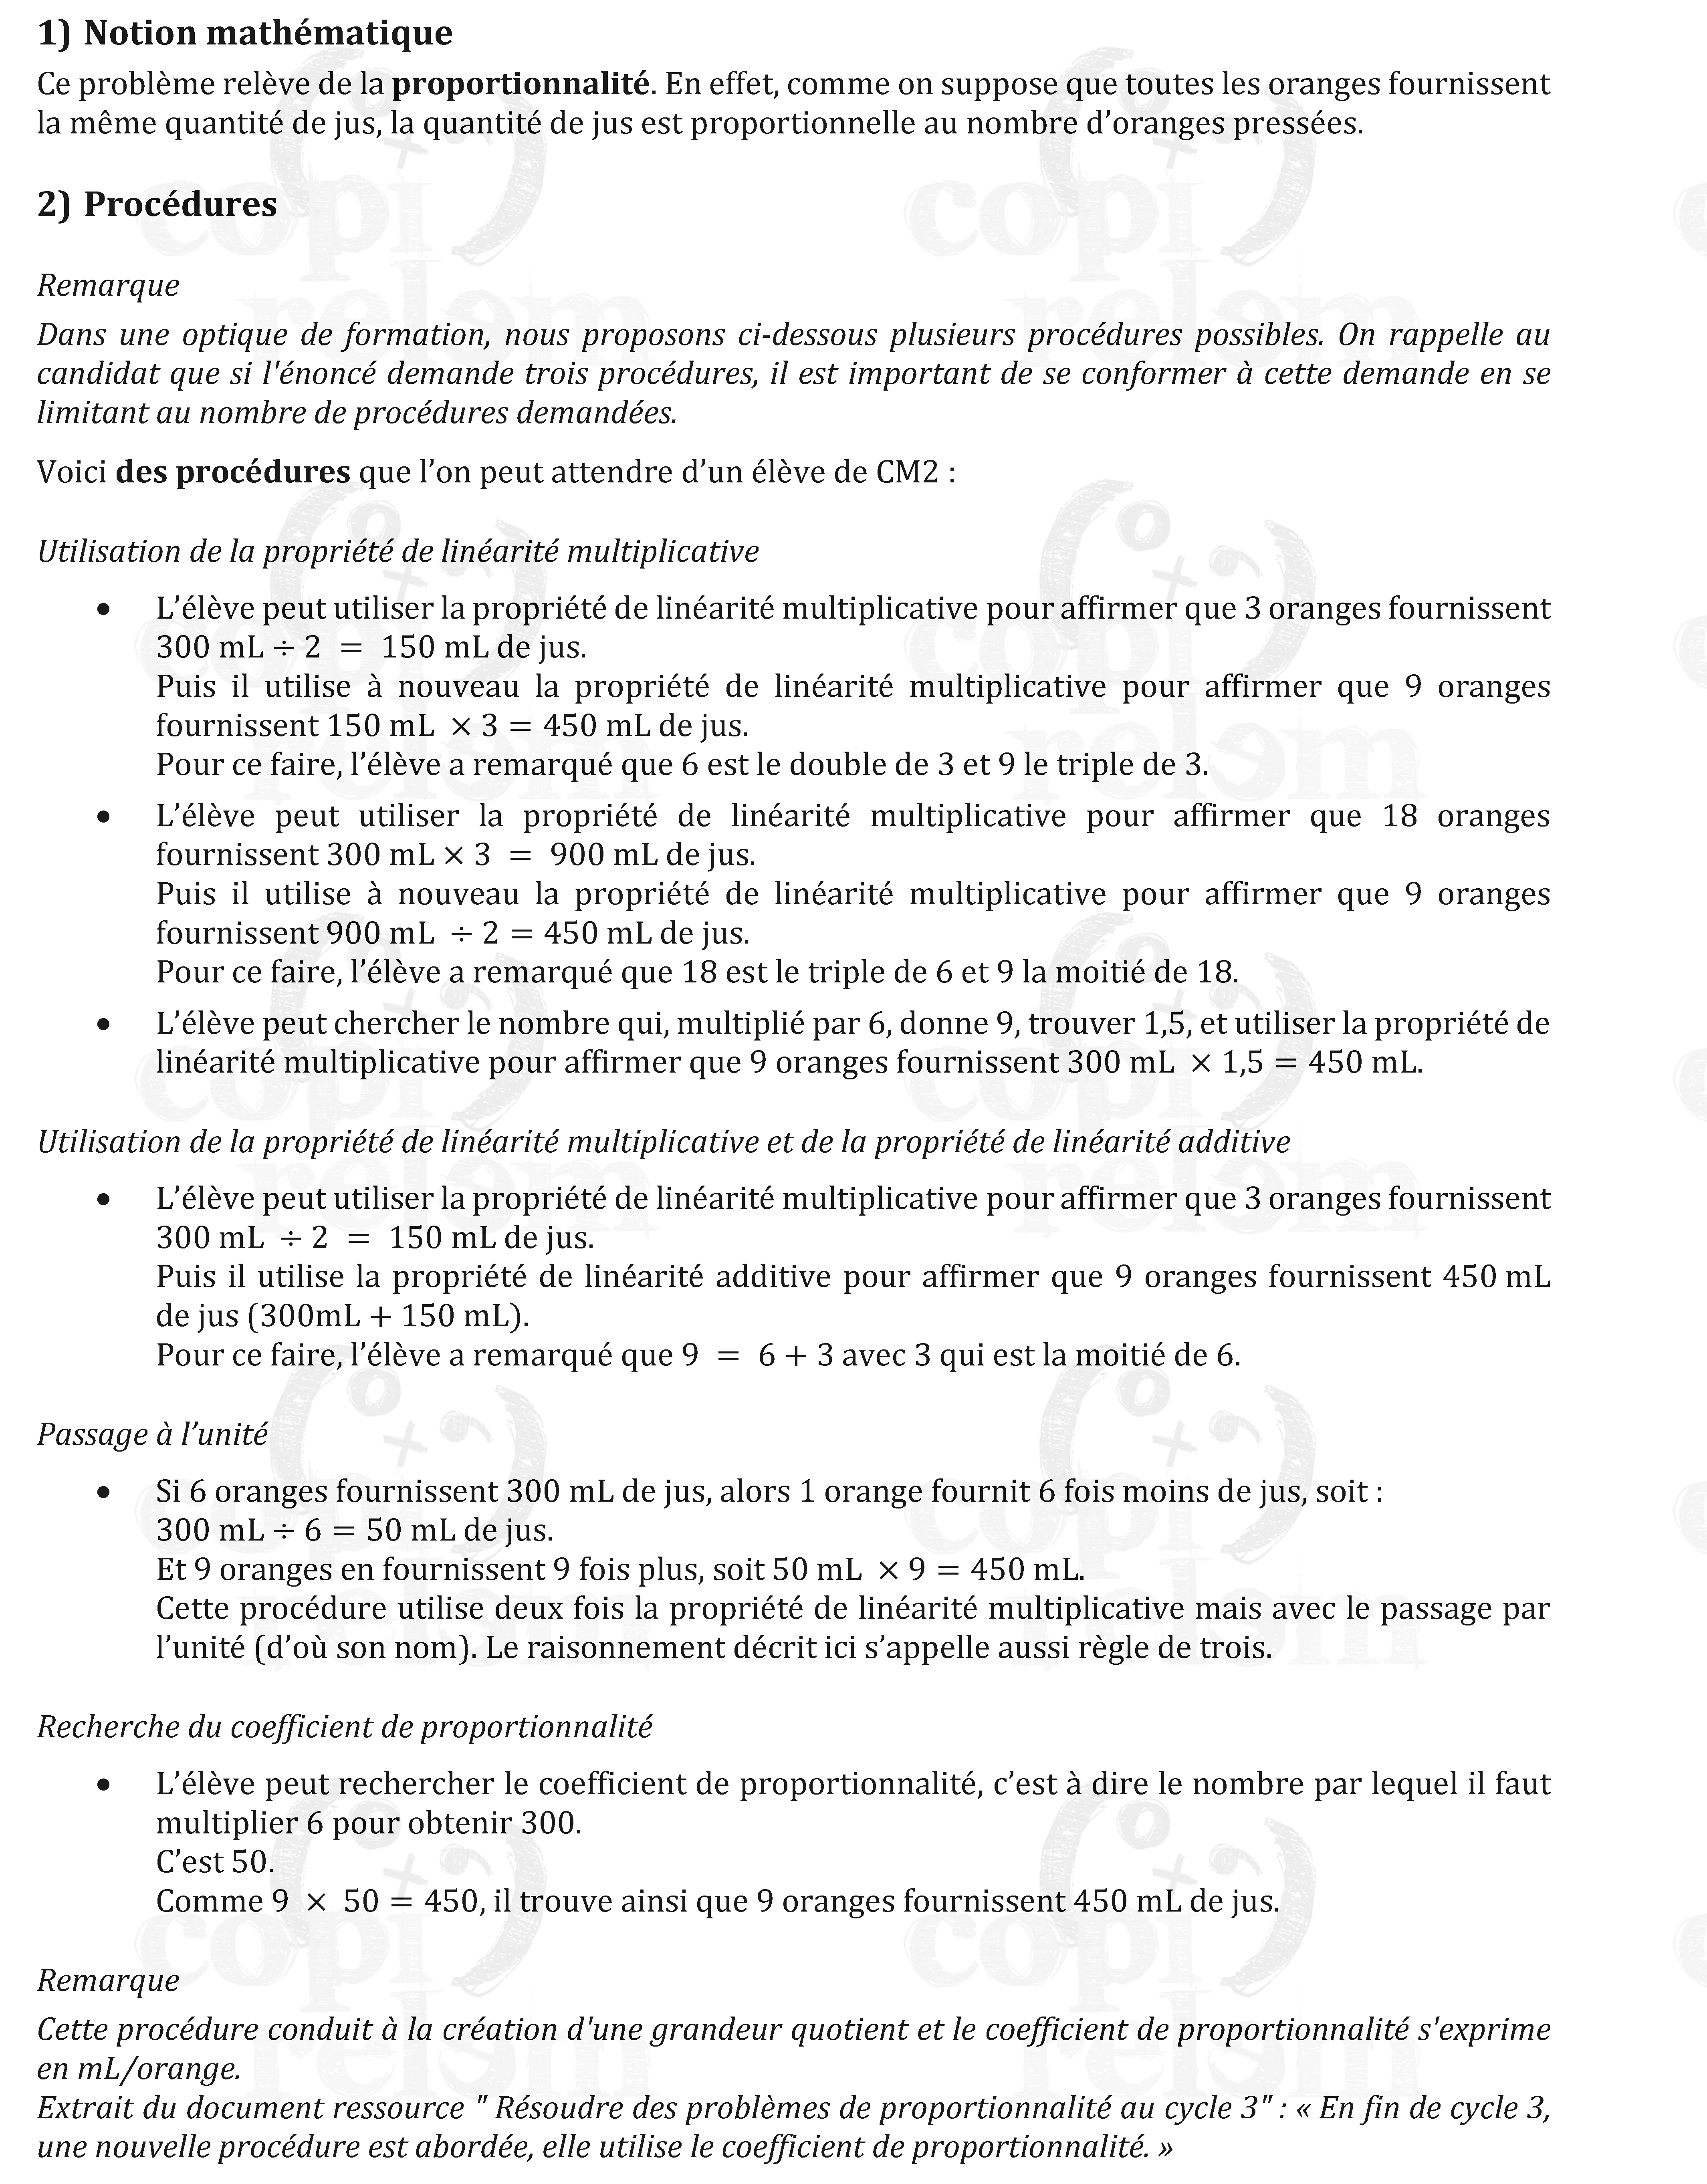 1) Notion mathématique
Ce problème relève de la proportionnalité. En effet, comme on suppose que toutes les oranges fournissent
la même quantité de jus, la quantité de jus est proportionnelle au nombre d’oranges pressées.
2) Procédures
Remarque
Dans une optique de formation, nous proposons ci-dessous plusieurs procédures possibles. On rappelle au
candidat que si l'énoncé demande trois procédures, il est important de se conformer à cette demande en se
limitant au nombre de procédures demandées.
Voici des procédures que l’on peut attendre d’un élève de CM2 :
Utilisation de la propriété de linéarité multiplicative
• L’élève peut utiliser la propriété de linéarité multiplicative pour affirmer que 3 oranges fournissent
300 mL ÷ 2 = 150 mL de jus.
Puis il utilise à nouveau la propriété de linéarité multiplicative pour affirmer que 9 oranges
fournissent 150 mL × 3 = 450 mL de jus.
Pour ce faire, l’élève a remarqué que 6 est le double de 3 et 9 le triple de 3.
• L’élève peut utiliser la propriété de linéarité multiplicative pour affirmer que 18 oranges
fournissent 300 mL × 3 = 900 mL de jus.
Puis il utilise à nouveau la propriété de linéarité multiplicative pour affirmer que 9 oranges
fournissent 900 mL ÷ 2 = 450 mL de jus.
Pour ce faire, l’élève a remarqué que 18 est le triple de 6 et 9 la moitié de 18.
• L’élève peut chercher le nombre qui, multiplié par 6, donne 9, trouver 1,5, et utiliser la propriété de
linéarité multiplicative pour affirmer que 9 oranges fournissent 300 mL × 1,5 = 450 mL.
Utilisation de la propriété de linéarité multiplicative et de la propriété de linéarité additive
• L’élève peut utiliser la propriété de linéarité multiplicative pour affirmer que 3 oranges fournissent
300 mL ÷ 2 = 150 mL de jus.
Puis il utilise la propriété de linéarité additive pour affirmer que 9 oranges fournissent 450 mL
de jus (300mL + 150 mL).
Pour ce faire, l’élève a remarqué que 9 = 6 + 3 avec 3 qui est la moitié de 6.
Passage à l’unité
• Si 6 oranges fournissent 300 mL de jus, alors 1 orange fournit 6 fois moins de jus, soit :
300 mL ÷ 6 = 50 mL de jus.
Et 9 oranges en fournissent 9 fois plus, soit 50 mL × 9 = 450 mL.
Cette procédure utilise deux fois la propriété de linéarité multiplicative mais avec le passage par
l’unité (d’où son nom). Le raisonnement décrit ici s’appelle aussi règle de trois.
Recherche du coefficient de proportionnalité
• L’élève peut rechercher le coefficient de proportionnalité, c’est à dire le nombre par lequel il faut
multiplier 6 pour obtenir 300.
C’est 50.
Comme 9 × 50 = 450, il trouve ainsi que 9 oranges fournissent 450 mL de jus.
Remarque
Cette procédure conduit à la création d'une grandeur quotient et le coefficient de proportionnalité s'exprime
en mL/orange.
Extrait du document ressource " Résoudre des problèmes de proportionnalité au cycle 3" : « En fin de cycle 3,
une nouvelle procédure est abordée, elle utilise le coefficient de proportionnalité. »